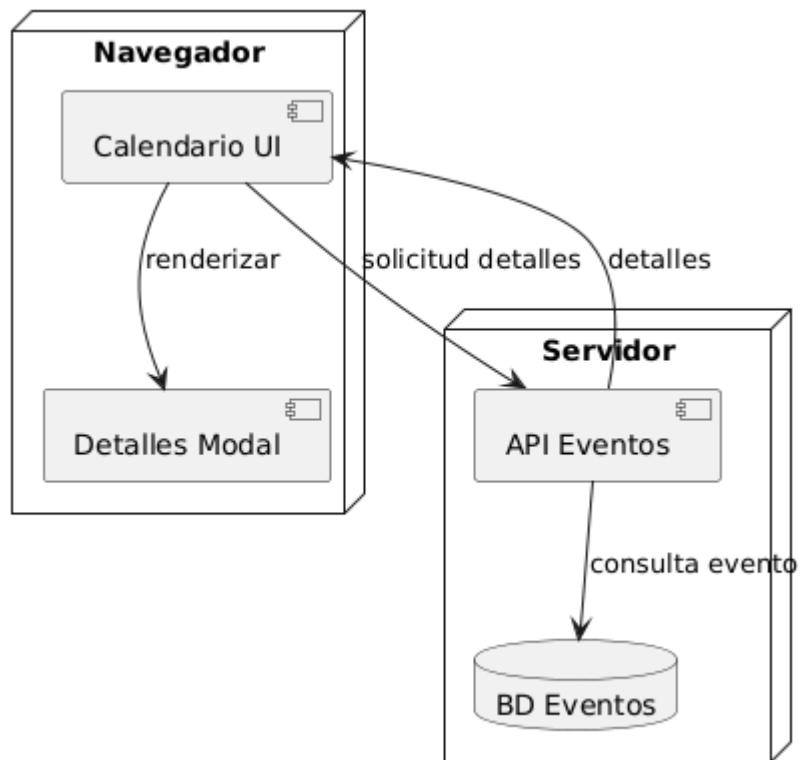 Navegador
Calendario UI
renderizar
solicitud detalles
detalles
Servidor
Detalles Modal
API Eventos
consulta evento
BD Eventos